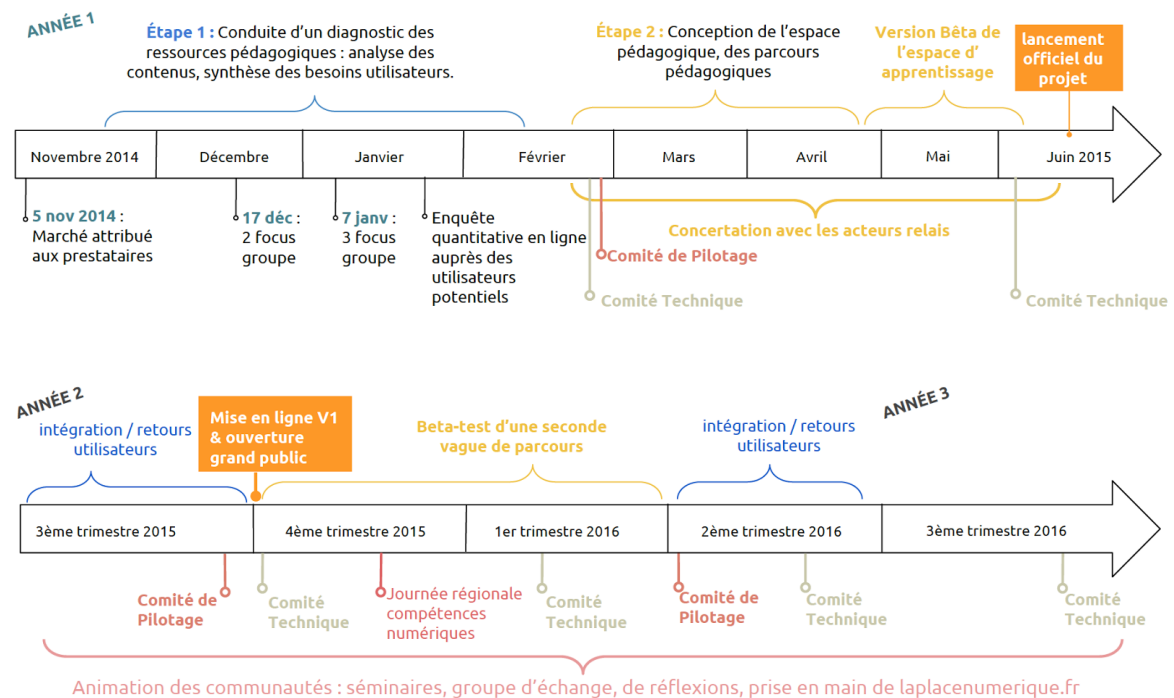 ANNÉE 1
Étape 1 : Conduite d’un diagnostic des
ressources pédagogiques : analyse des
contenus, synthèse des besoins utilisateurs.
Étape 2 : Conception de l’espace
pédagogique, des parcours
pédagogiques
Version Bêta de
l’espace d’
apprentissage
lancement
officiel du
projet
Novembre 2014
Décembre
Janvier
Février
Mars
Avril
Mai
Juin 2015
5 nov 2014 :
Marché attribué
aux prestataires
17 déc :
2 focus
groupe
7 janv :
3 focus
groupe
Enquête
quantitative en ligne
auprès des
utilisateurs
potentiels
Concertation avec les acteurs relais
Comité de Pilotage
Comité Technique
Comité Technique
ANNÉE 2
intégration / retours
utilisateurs
Mise en ligne V1
& ouverture
grand public
Beta-test d’une seconde
vague de parcours
intégration / retours
utilisateurs
ANNÉE 3
3ème trimestre 2015
4ème trimestre 2015
1er trimestre 2016
2ème trimestre 2016
3ème trimestre 2016
Comité de
Pilotage
Comité
Technique
Journée régionale
compétences
numériques
Comité
Technique
Comité de
Pilotage
Comité
Technique
Comité
Technique
Animation des communautés : séminaires, groupe d’échange, de réflexions, prise en main de laplacenumerique.fr